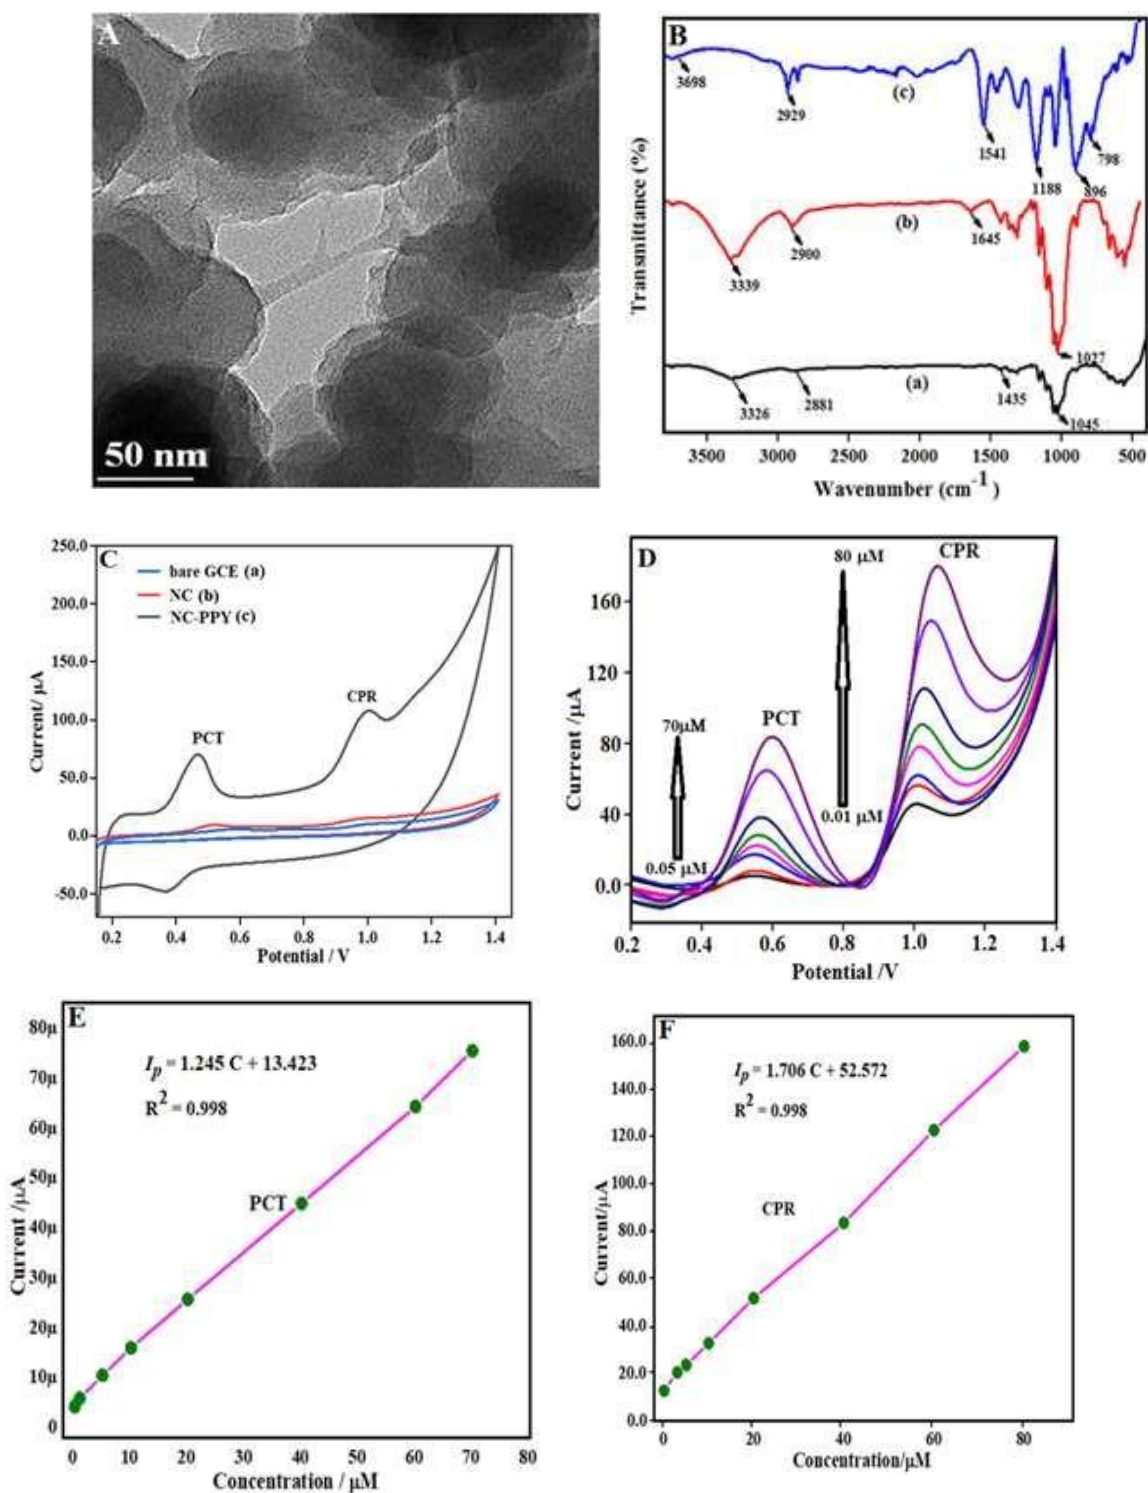 A
50 nm
B
3698
2929
(c)
1541
1188
896
798
3339
2900
(b)
1645
1027
3326
2881
(a)
1435
1045
Transmittance (%)
3500 3000 2500 2000 1500 1000 500
Wavenumber (cm-1 )
C
bare GCE (a)
NC (b)
NC-PPY (c)
250.0
200.0
150.0
100.0
50.0
0.0
-50.0
PCT
CPR
Current/ µA
0.2 0.4 0.6 0.8 1.0 1.2 1.4
Potential / V
D
80 µM
CPR
70µM
PCT
0.01 µM
0.05 µM
160
120
80
40
0.0
Current /µA
0.2 0.4 0.6 0.8 1.0 1.2 1.4
Potential /V
E
Ip = 1.245 C + 13.423
R2 = 0.998
PCT
80µ
70µ
60µ
50µ
40µ
30µ
20µ
10µ
0
Current /µA
0 10 20 30 40 50 60 70 80
Concentration / µM
F
Ip = 1.706 C + 52.572
R2 = 0.998
CPR
160.0
140.0
120.0
100.0
80.0
60.0
40.0
20.0
0.0
Current/µA
0 20 40 60 80
Concentration/µM